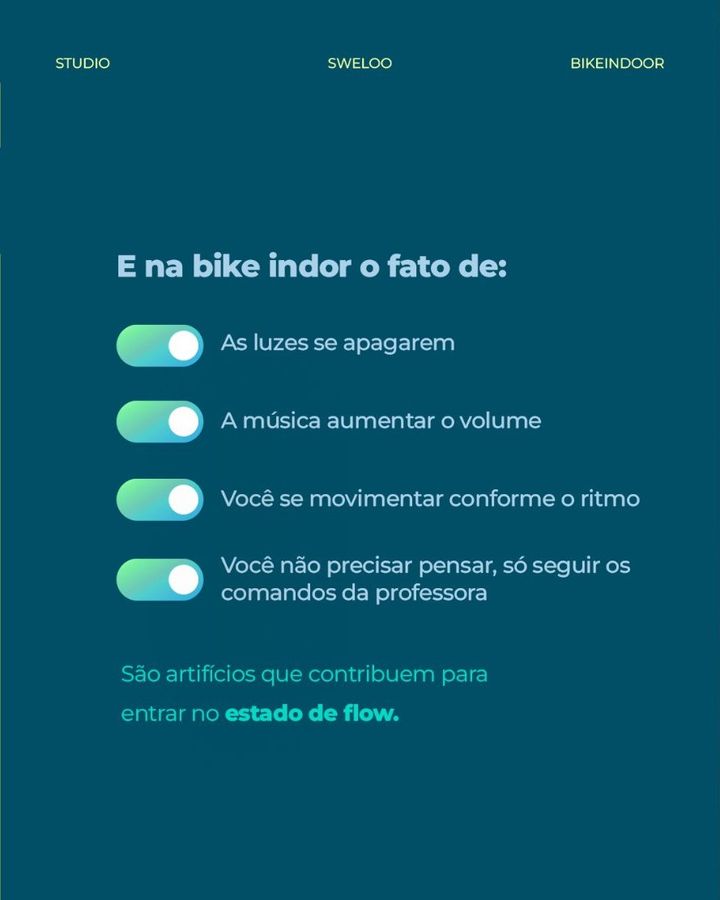 STUDIO
SWELOO
BIKEINDOOR
E na bike indor o fato de:
As luzes se apagarem
A música aumentar o volume
Você se movimentar conforme o ritmo
Você não precisar pensar, só seguir os
comandos da professora
São artifícios que contribuem para
entrar no estado de flow.